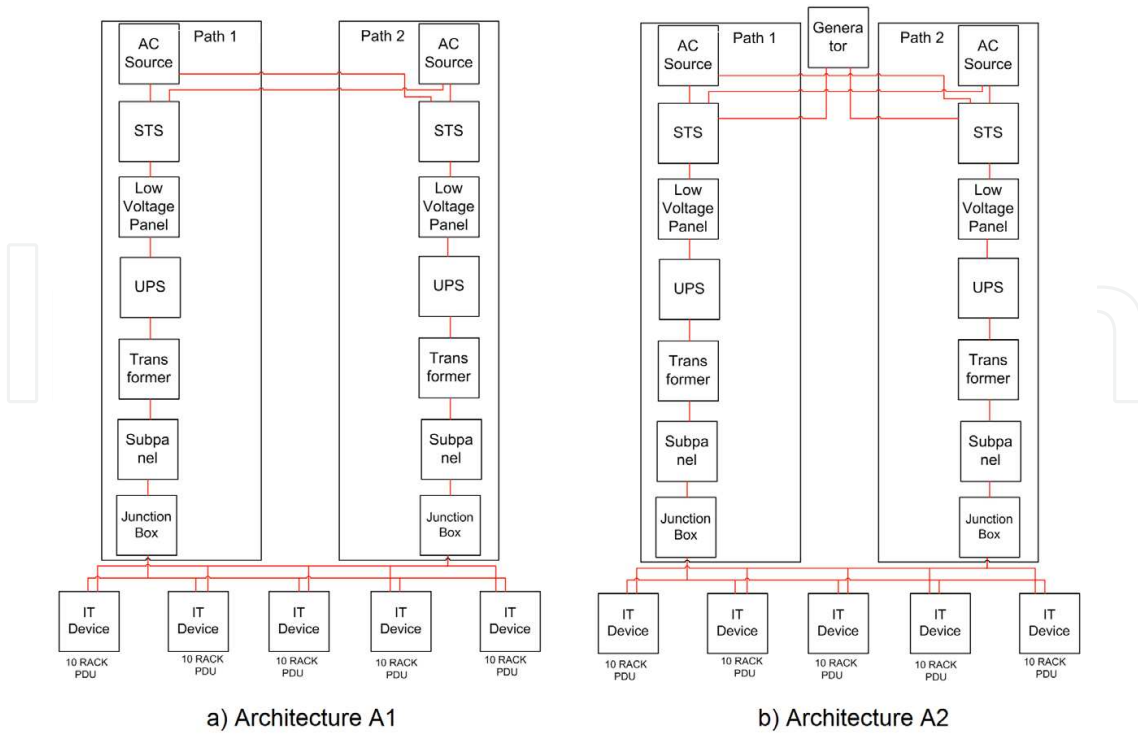 AC
Source
Path 1
Path 2
AC
Source
STS
STS
Low
Voltage
Panel
Low
Voltage
Panel
UPS
UPS
Trans
former
Trans
former
Subpa
nel
Subpa
nel
Junction
Box
Junction
Box
IT
Device
IT
Device
IT
Device
IT
Device
IT
Device
10 RACK
PDU
10 RACK
PDU
10 RACK
PDU
10 RACK
PDU
10 RACK
PDU
a) Architecture A1
AC
Source
Path 1
Genera
tor
Path 2
AC
Source
STS
STS
Low
Voltage
Panel
Low
Voltage
Panel
UPS
UPS
Trans
former
Trans
former
Subpa
nel
Subpa
nel
Junction
Box
Junction
Box
IT
Device
IT
Device
IT
Device
IT
Device
IT
Device
10 RACK
PDU
10 RACK
PDU
10 RACK
PDU
10 RACK
PDU
10 RACK
PDU
b) Architecture A2